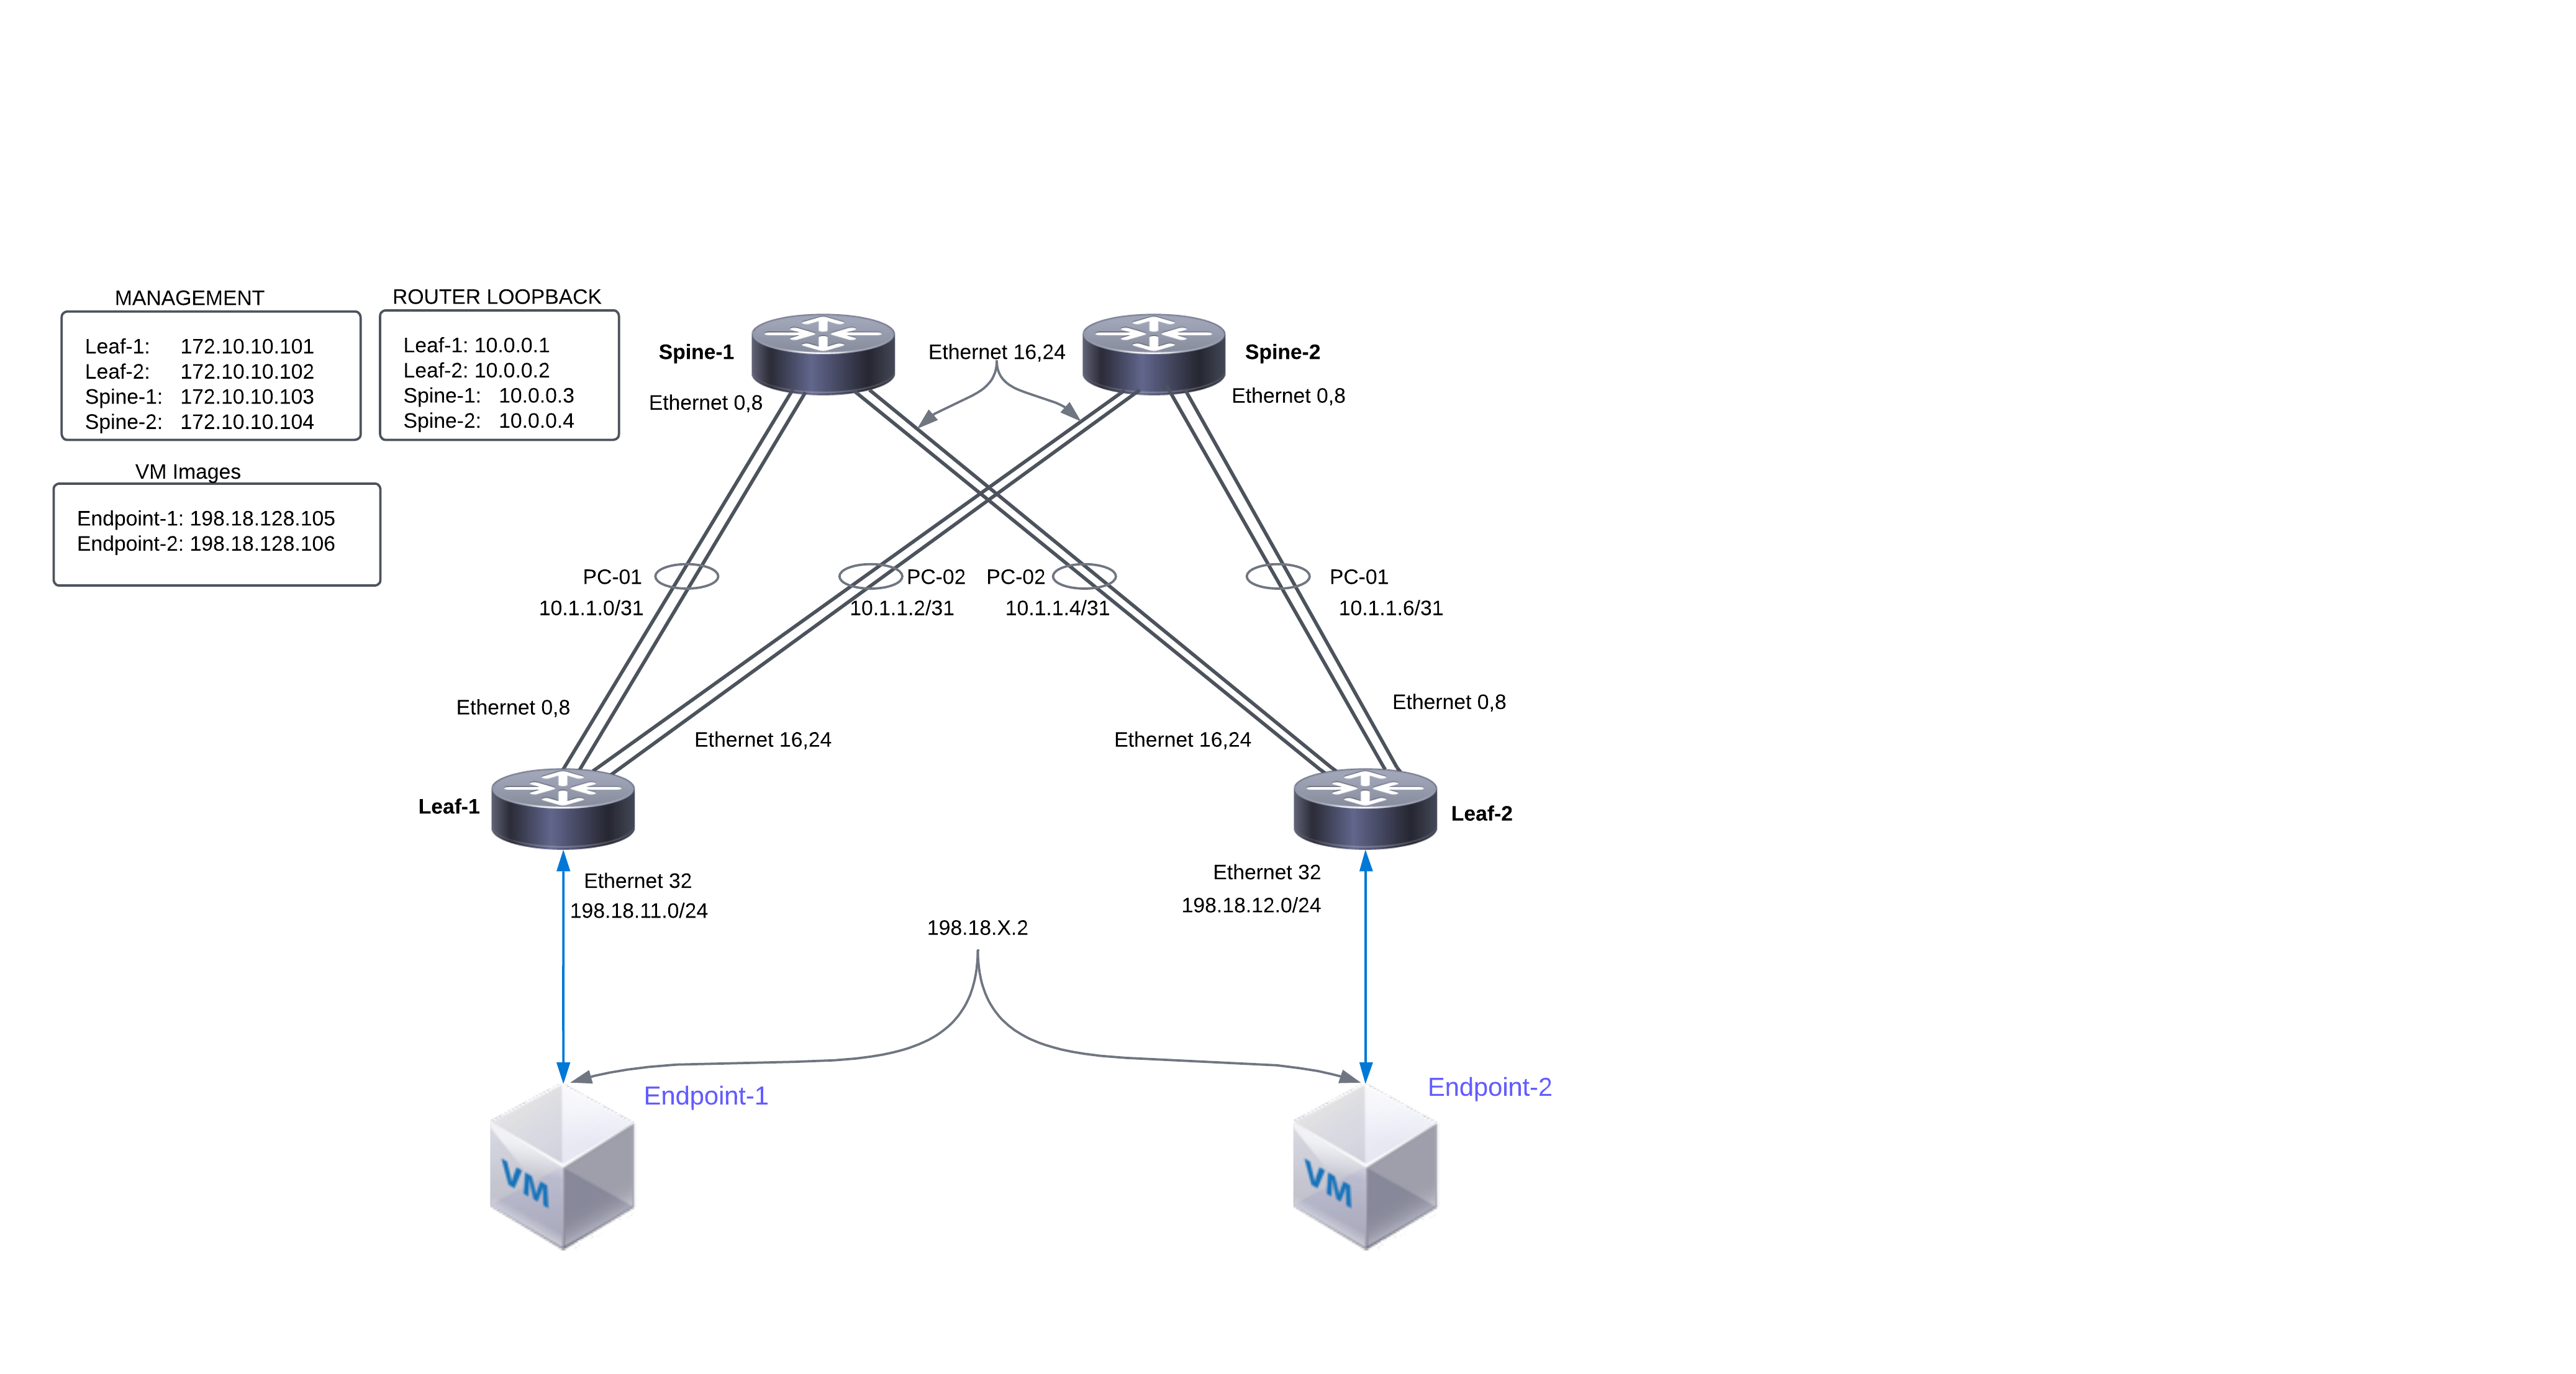 MANAGEMENT
Leaf-1: 172.10.10.101
Leaf-2: 172.10.10.102
Spine-1: 172.10.10.103
Spine-2: 172.10.10.104
ROUTER LOOPBACK
Leaf-1: 10.0.0.1
Leaf-2: 10.0.0.2
Spine-1: 10.0.0.3
Spine-2: 10.0.0.4
VM Images
Endpoint-1: 198.18.128.105
Endpoint-2: 198.18.128.106
Spine-1
Ethernet 16,24
Spine-2
Ethernet 0,8
Ethernet 0,8
PC-01
10.1.1.0/31
PC-02
10.1.1.2/31
PC-02
10.1.1.4/31
PC-01
10.1.1.6/31
Ethernet 0,8
Ethernet 16,24
Ethernet 16,24
Ethernet 0,8
Leaf-1
Leaf-2
Ethernet 32
198.18.11.0/24
Ethernet 32
198.18.12.0/24
198.18.X.2
Endpoint-1
Endpoint-2
VM
VM